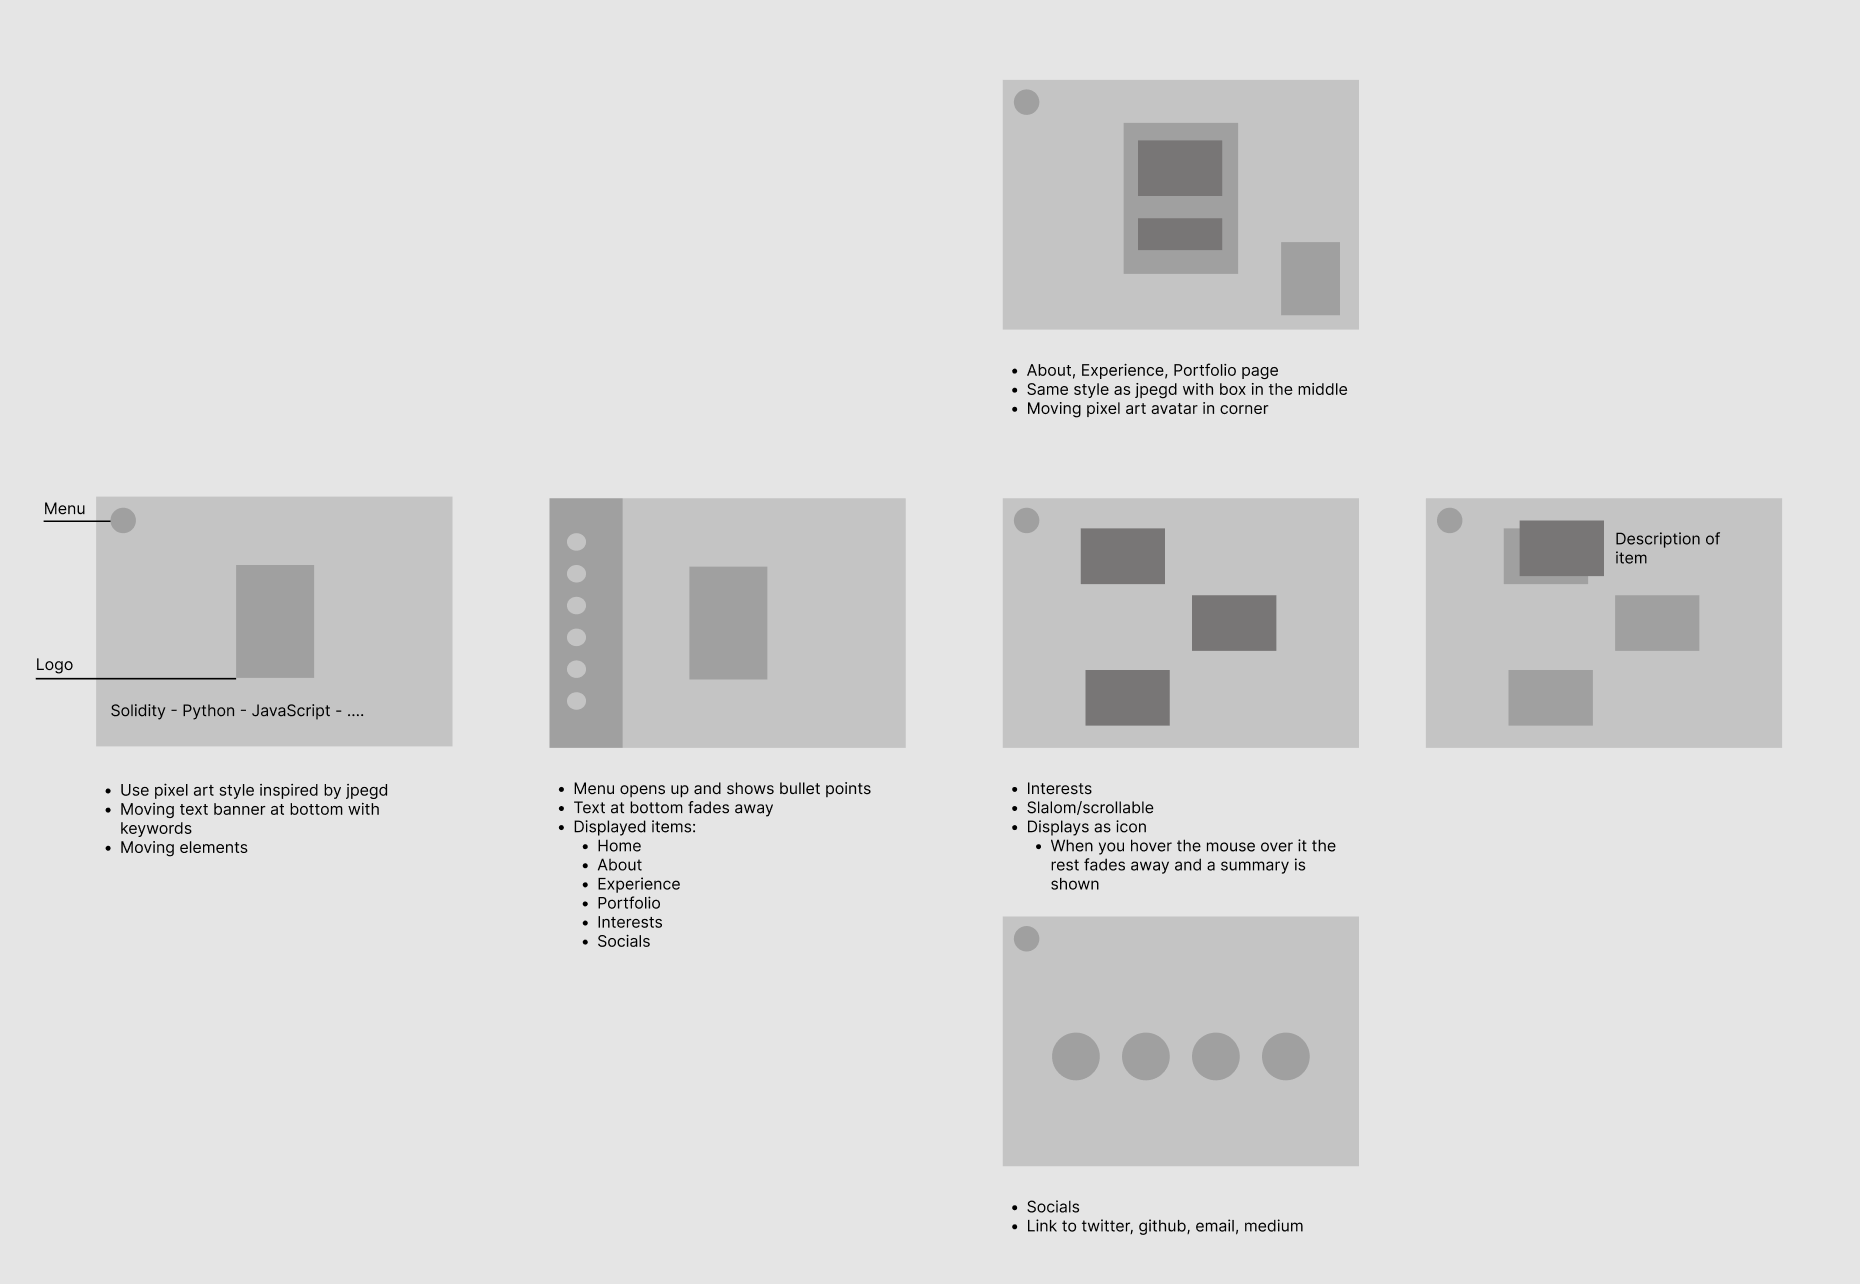 • About, Experience, Portfolio page
• Same style as jpegd with box in the middle
• Moving pixel art avatar in corner
Menu
Logo
Solidity - Python - JavaScript - ....
• Use pixel art style inspired by jpegd
• Moving text banner at bottom with
keywords
• Moving elements
• Menu opens up and shows bullet points
• Text at bottom fades away
• Displayed items:
• Home
• About
• Experience
• Portfolio
• Interests
• Socials
• Interests
• Slalom/scrollable
• Displays as icon
• When you hover the mouse over it the
rest fades away and a summary is
shown
Description of
item
• Socials
• Link to twitter, github, email, medium